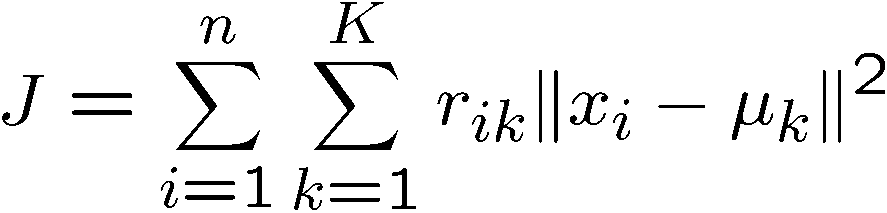 J = \sum_{i=1}^{n} \sum_{k=1}^{K} r_{ik} \| x_i - \mu_k \|^2